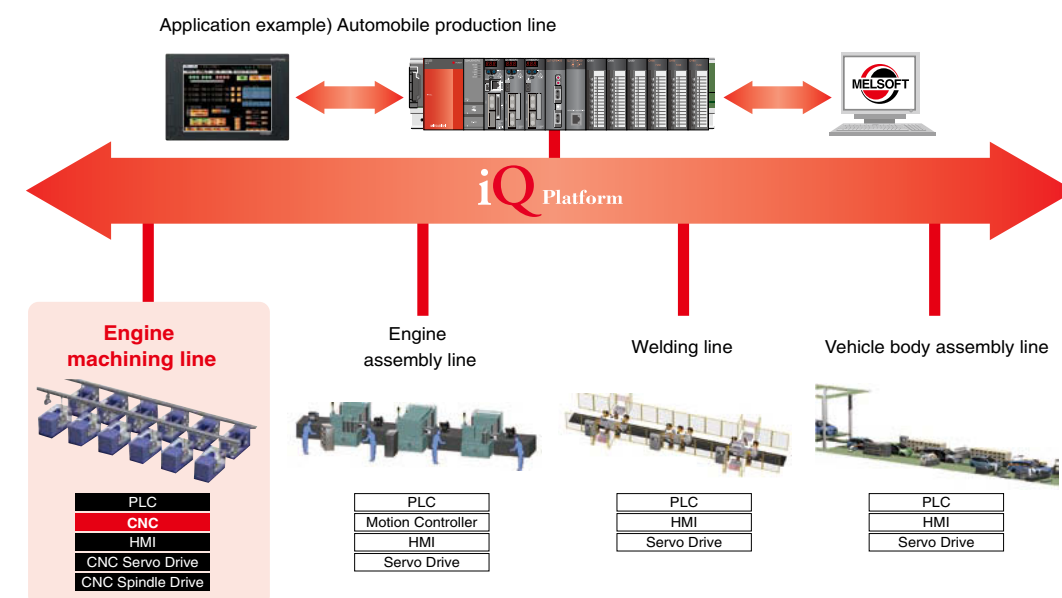 Application example) Automobile production line
MELSOFT
iQ Platform
Engine
machining line
PLC
CNC
HMI
CNC Servo Drive
CNC Spindle Drive
Engine
assembly line
PLC
Motion Controller
HMI
Servo Drive
Welding line
PLC
HMI
Servo Drive
Vehicle body assembly line
PLC
HMI
Servo Drive